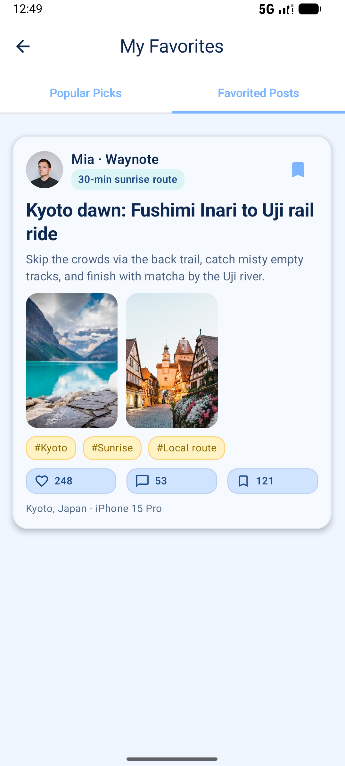 12:49
5G
My Favorites
Popular Picks
Favorited Posts
Mia · Waynote
30-min sunrise route
Kyoto dawn: Fushimi Inari to Uji rail
ride
Skip the crowds via the back trail, catch misty empty
tracks, and finish with matcha by the Uji river.
#Kyoto
#Sunrise
#Local route
248
53
121
Kyoto, Japan · iPhone 15 Pro